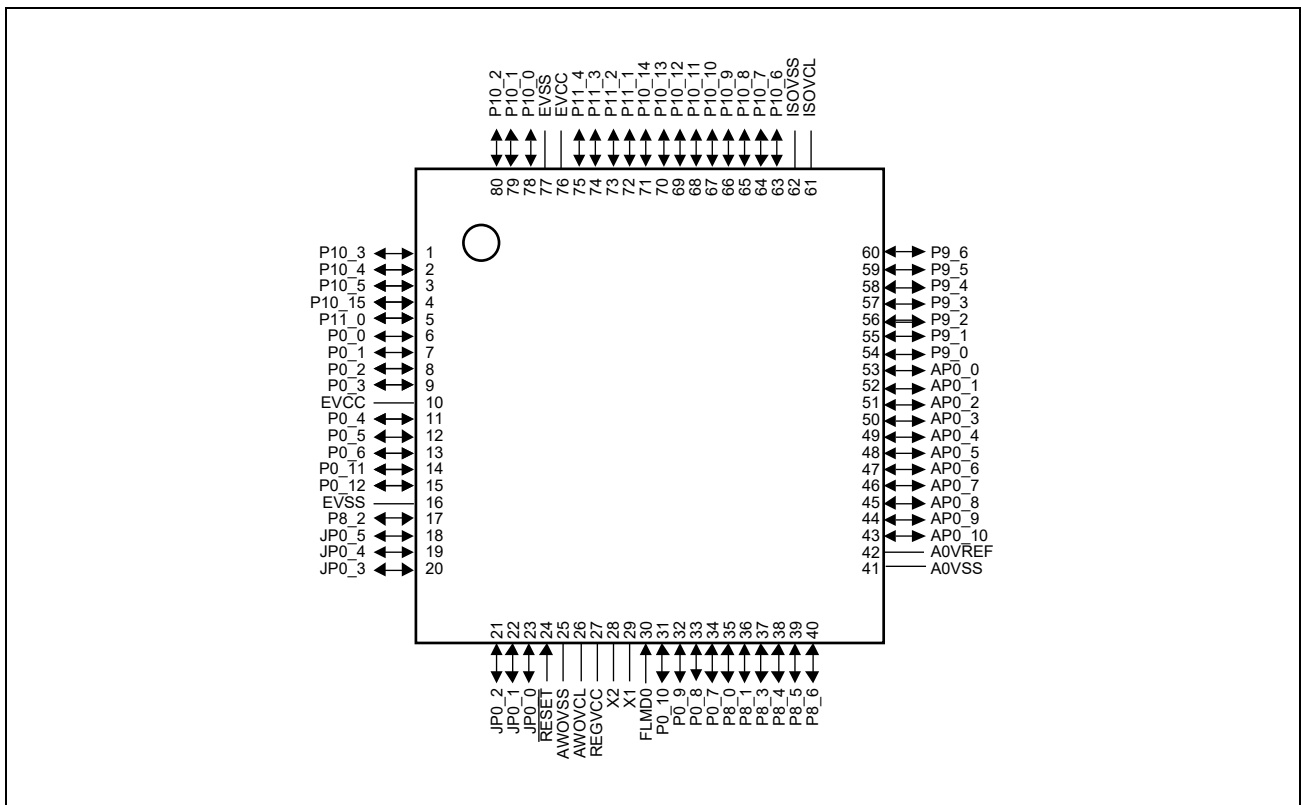 P10_2
P10_1
P10_0
EVSS
EVCC
P11_4
P11_3
P11_2
P11_1
P10_14
P10_13
P10_12
P10_11
P10_10
P10_9
P10_8
P10_7
P10_6
ISOVSS
ISOVCL
80
79
78
77
76
75
74
73
72
71
70
69
68
67
66
65
64
63
62
61
P10_3 1
P10_4 2
P10_5 3
P10_15 4
P11_0 5
P0_0 6
P0_1 7
P0_2 8
P0_3 9
EVCC 10
P0_4 11
P0_5 12
P0_6 13
P0_11 14
P0_12 15
EVSS 16
P8_2 17
JP0_5 18
JP0_4 19
JP0_3 20
60 P9_6
59 P9_5
58 P9_4
57 P9_3
56 P9_2
55 P9_1
54 P9_0
53 AP0_0
52 AP0_1
51 AP0_2
50 AP0_3
49 AP0_4
48 AP0_5
47 AP0_6
46 AP0_7
45 AP0_8
44 AP0_9
43 AP0_10
42 A0VREF
41 A0VSS
21
22
23
24
25
26
27
28
29
30
31
32
33
34
35
36
37
38
39
40
JP0_2
JP0_1
JP0_0
RESET
AWOVSS
AWOVCL
REGVCC
X2
X1
FLMD0
P0_10
P0_9
P0_8
P0_7
P8_0
P8_1
P8_3
P8_4
P8_5
P8_6